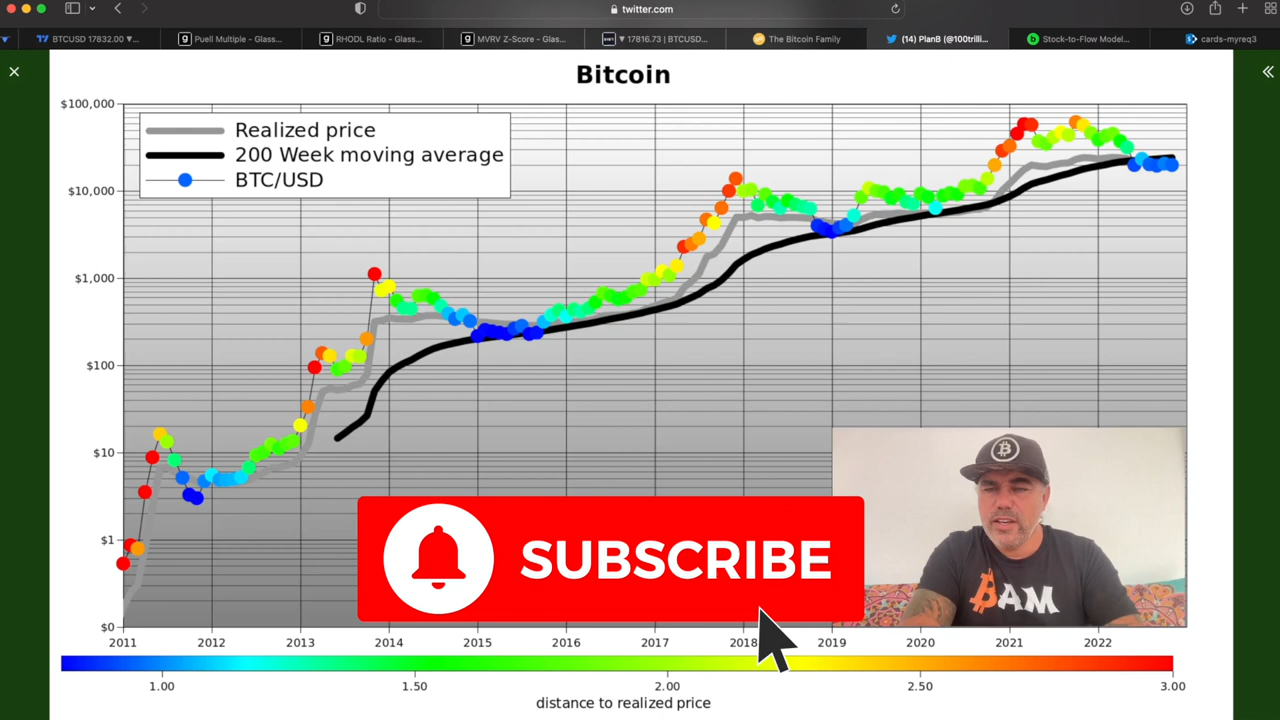 twitter.com
BTCUSD 17832.00 ▼...
Puell Multiple - Glass...
RHODL Ratio - Glass...
MVRV Z-Score - Glas...
▼ 17816.73 | BTCUSD...
The Bitcoin Family
(14) PlanB (@100trilli...
Stock-to-Flow Model...
cards-myreq3
Bitcoin
$100,000
$10,000
$1,000
$100
$10
$1
$0
Realized price
200 Week moving average
BTC/USD
SUBSCRIBE
BAM
2011 2012 2013 2014 2015 2016 2017 2018 2019 2020 2021 2022
1.00 1.50 2.00 2.50 3.00
distance to realized price